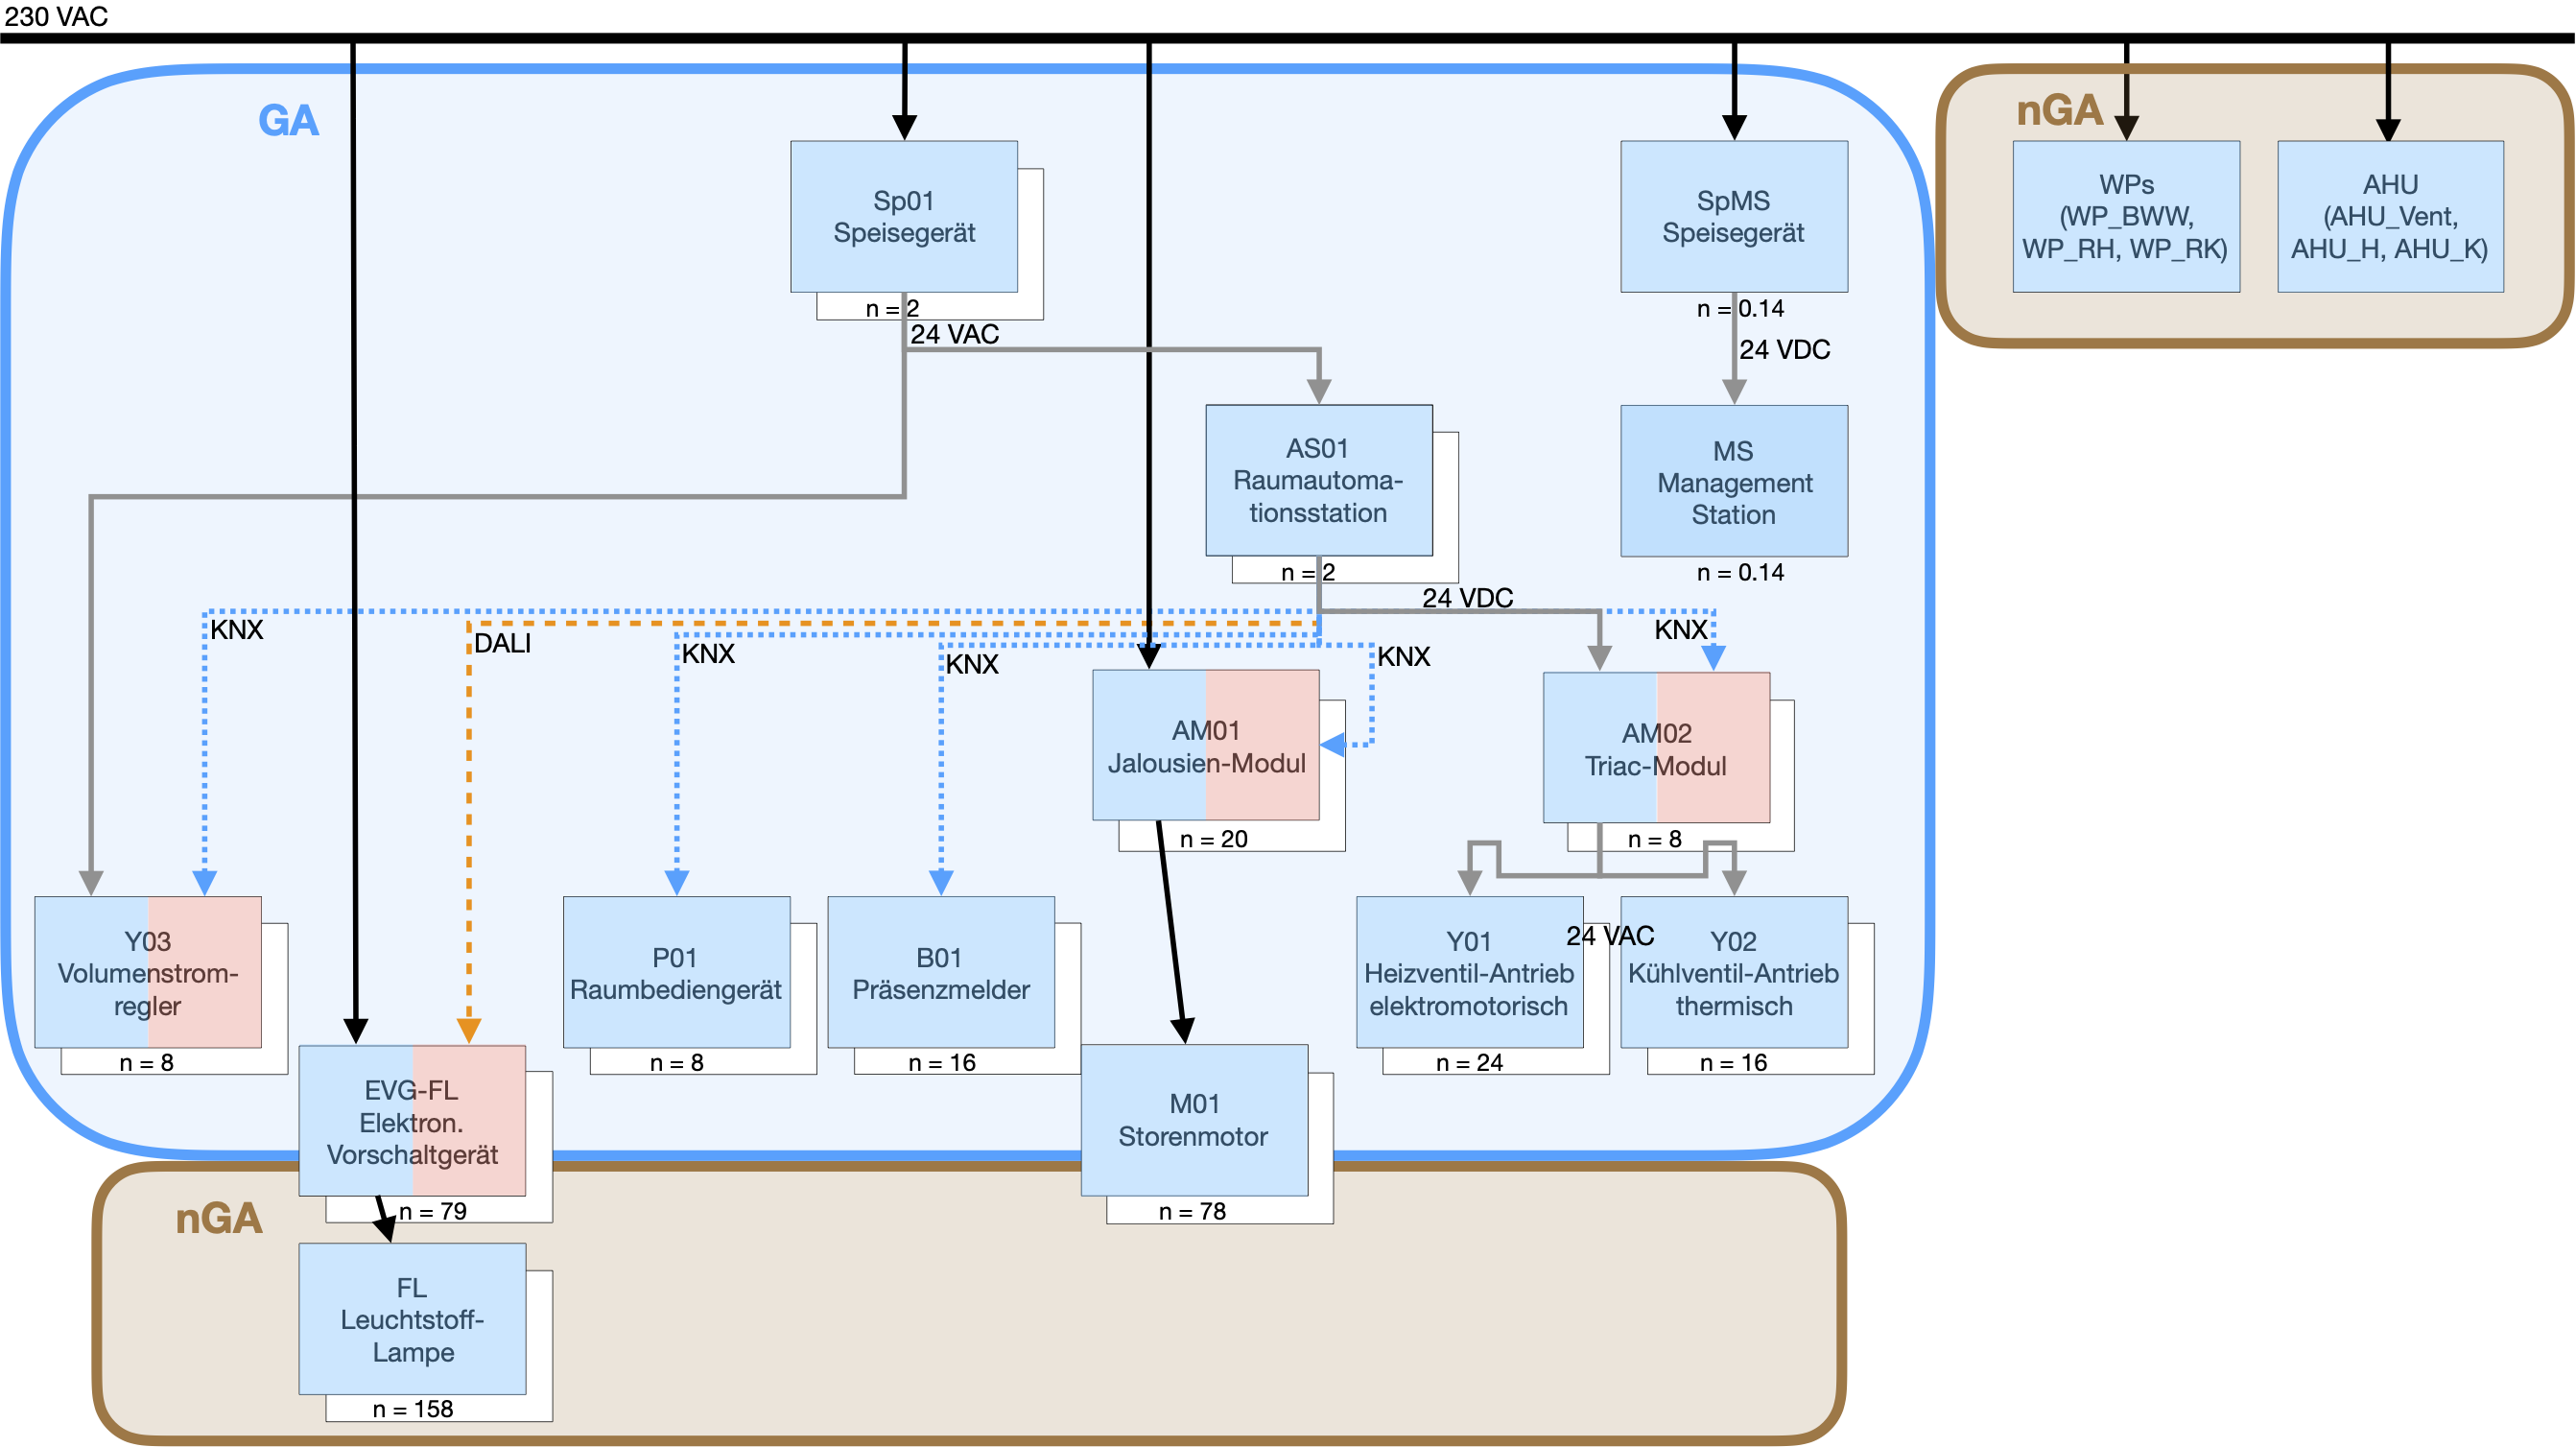 230 VAC
GA
nGA
Sp01
Speisegerät
n = 2
24 VAC
SpMS
Speisegerät
n = 0.14
24 VDC
WPs
(WP_BWW,
WP_RH, WP_RK)
AHU
(AHU_Vent,
AHU_H, AHU_K)
AS01
Raumautoma-
tionsstation
n = 2
MS
Management
Station
n = 0.14
24 VDC
KNX
DALI
KNX
KNX
KNX
KNX
AM01
Jalousien-Modul
n = 20
AM02
Triac-Modul
n = 8
Y03
Volumenstrom-
regler
n = 8
P01
Raumbediengerät
n = 8
B01
Präsenzmelder
n = 16
24 VAC
Y01
Heizventil-Antrieb
elektromotorisch
n = 24
Y02
Kühlventil-Antrieb
thermisch
n = 16
EVG-FL
Elektron.
Vorschaltgerät
n = 79
M01
Storenmotor
n = 78
nGA
FL
Leuchtstoff-
Lampe
n = 158